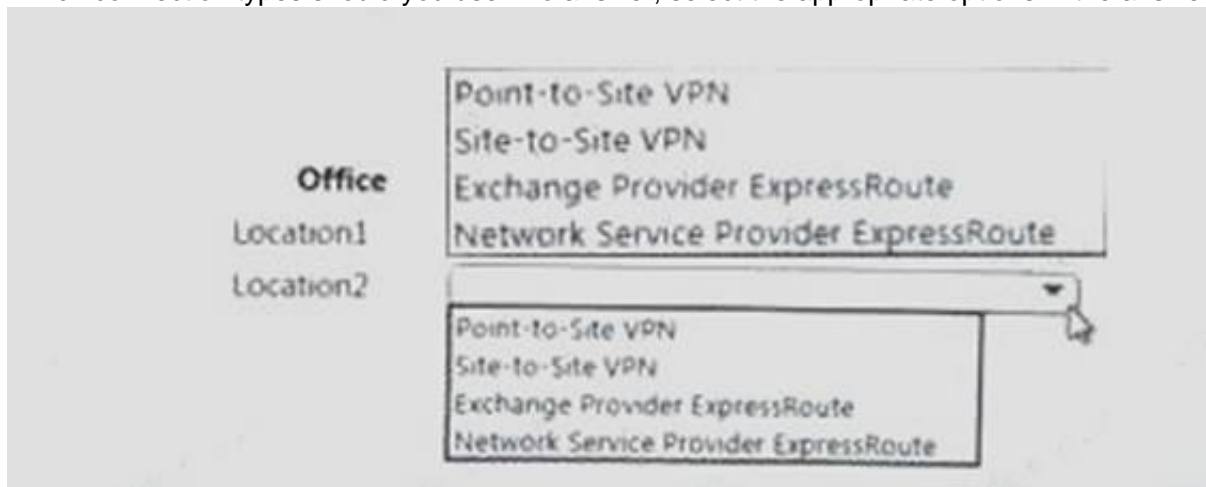 Point-to-Site VPN
Site-to-Site VPN
Office Exchange Provider ExpressRoute
Location1 Network Service Provider ExpressRoute
Location2
Point-to-Site VPN
Site-to-Site VPN
Exchange Provider ExpressRoute
Network Service Provider ExpressRoute